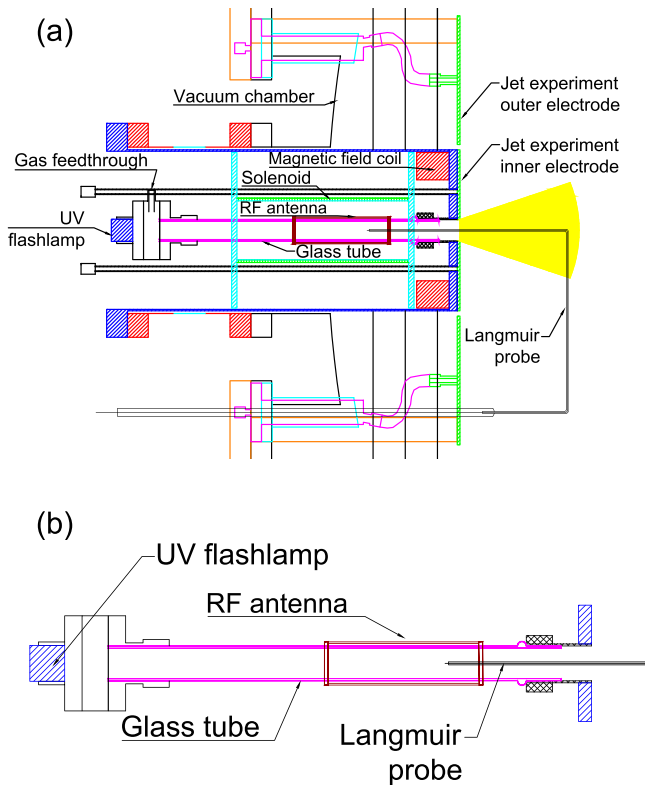 (a)
Vacuum chamber
Jet experiment
outer electrode
Gas feedthrough
Magnetic field coil
Jet experiment
inner electrode
Solenoid
RF antenna
UV
flashlamp
Glass tube
Langmuir
probe
(b)
UV flashlamp
RF antenna
Glass tube
Langmuir
probe